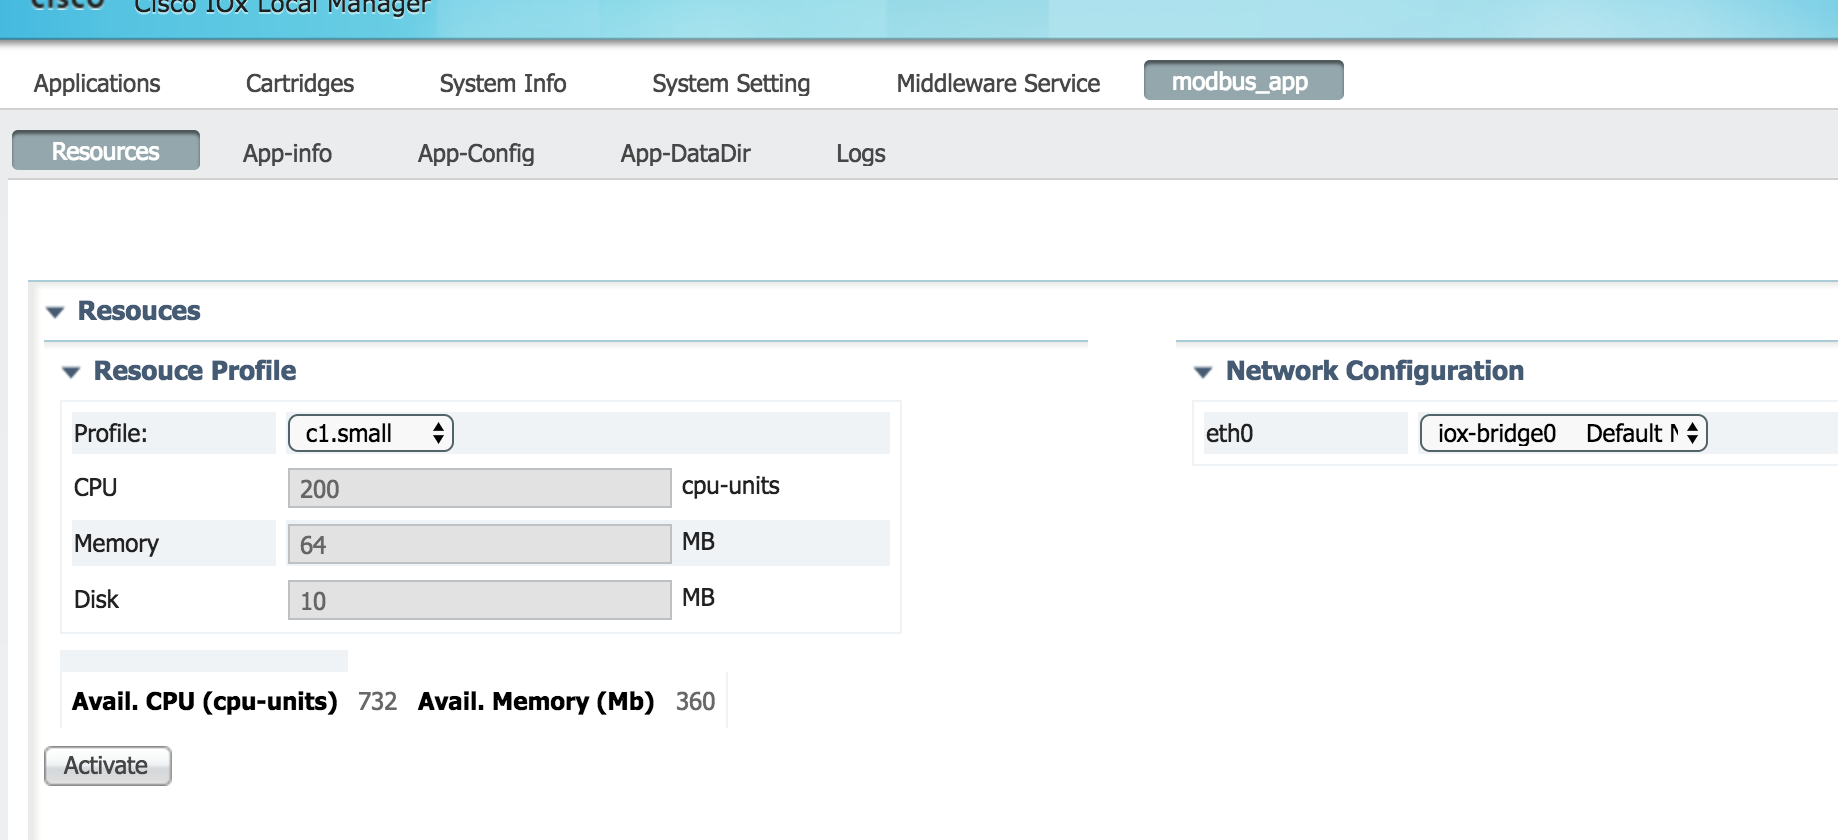 cisco Cisco IOx Local Manager
Applications Cartridges System Info System Setting Middleware Service modbus_app
Resources App-info App-Config App-DataDir Logs
Resouces
Resouce Profile
Profile: c1.small
CPU 200 cpu-units
Memory 64 MB
Disk 10 MB
Avail. CPU (cpu-units) 732 Avail. Memory (Mb) 360
Activate
Network Configuration
eth0 iox-bridge0 Default